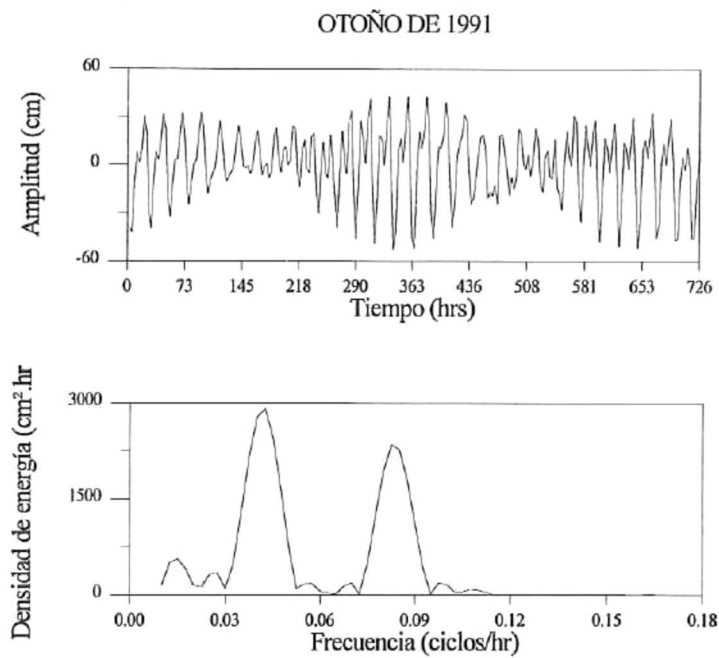 OTOÑO DE 1991
Amplitud (cm)
60
0
-60
0 73 145 218 290 363 436 508 581 653 726
Tiempo (hrs)
Densidad de energía (cm².hr)
3000
1500
0
0.00 0.03 0.06 0.09 0.12 0.15 0.18
Frecuencia (ciclos/hr)